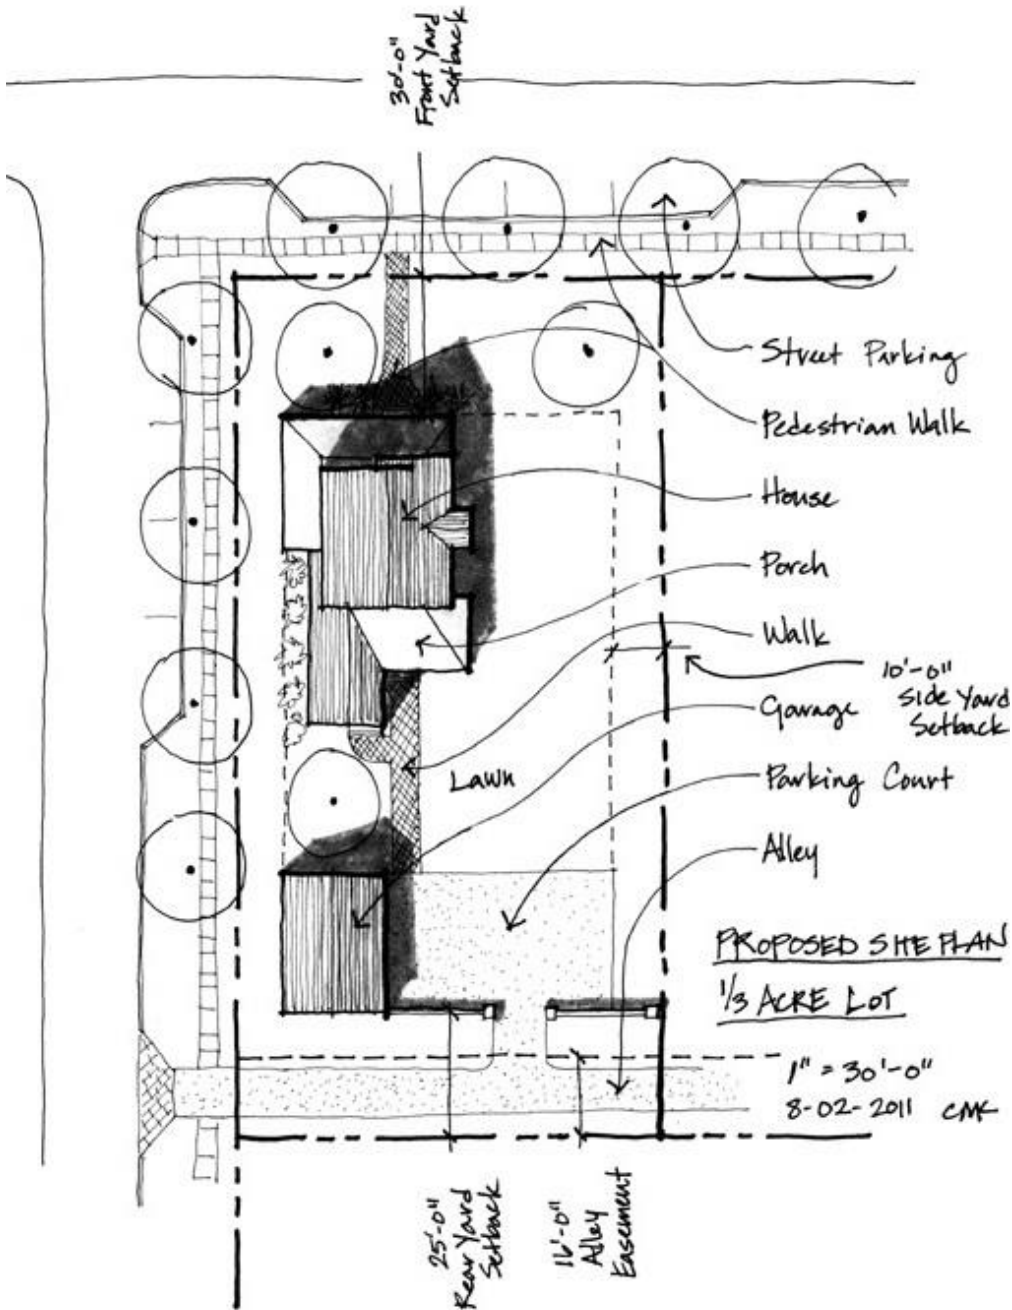 30'-0"
Front Yard
Setback
Street Parking
Pedestrian Walk
House
Porch
Walk
10'-0"
Side Yard
Setback
Garage
Lawn
Parking Court
Alley
PROPOSED SITE PLAN
1/3 ACRE LOT
1" = 30'-0"
8-02-2011 CMK
25'-0"
Rear Yard
Setback
16'-0"
Alley
Easement